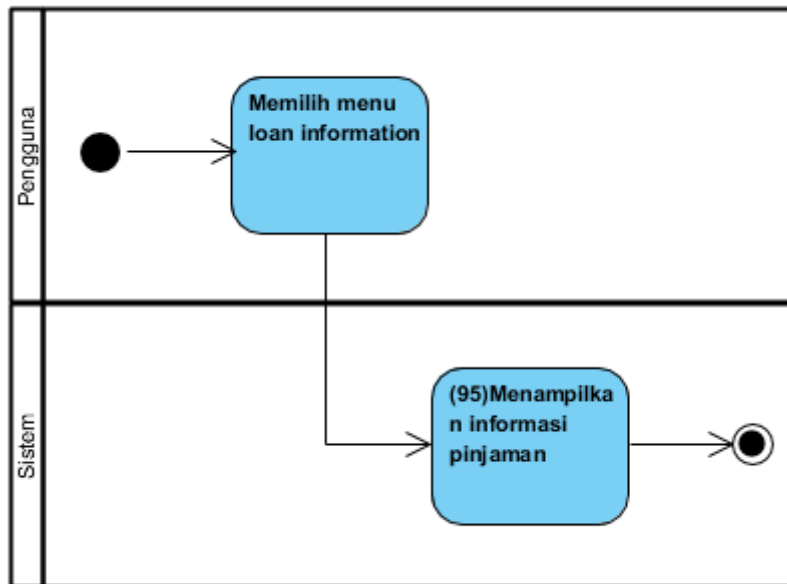 Pengguna
Memilih menu
loan information
Sistem
(95)Menampilka
n informasi
pinjaman